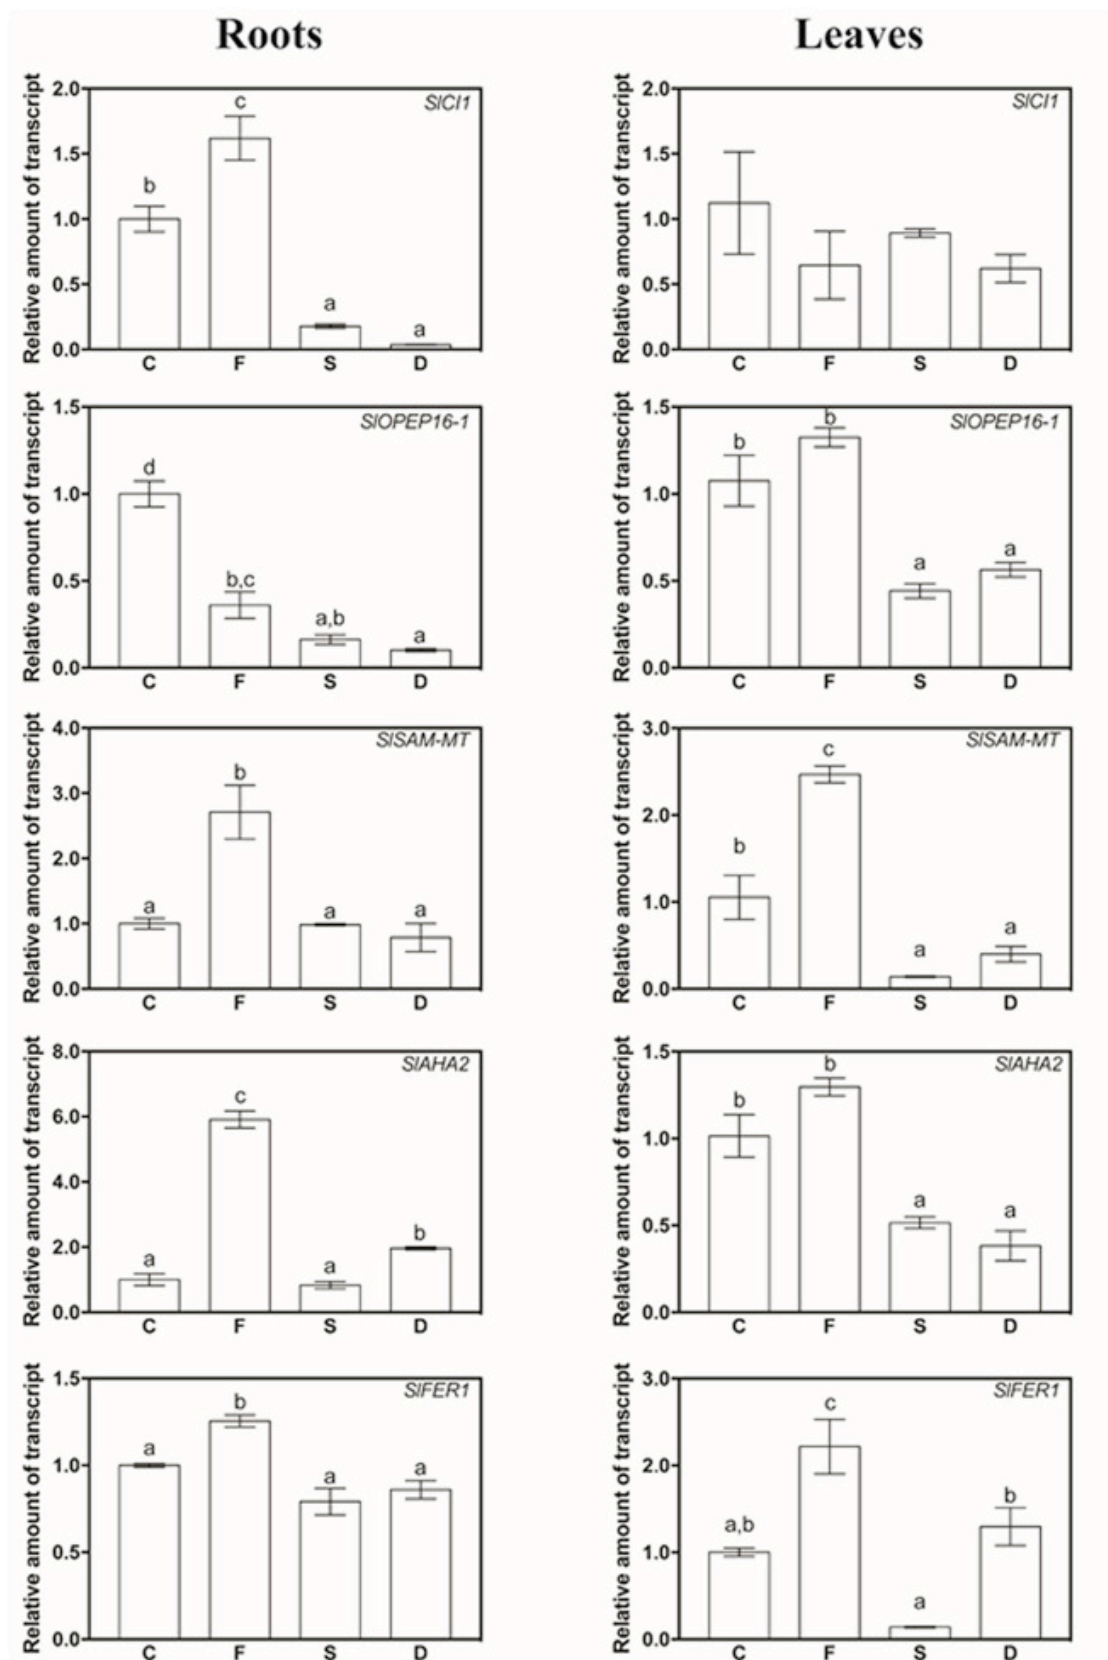 Roots
Leaves
Relative amount of transcript
SlCI1
2.0
1.5
1.0
0.5
0.0
b
c
a
a
C F S D
Relative amount of transcript
SlCI1
2.0
1.5
1.0
0.5
0.0
C F S D
Relative amount of transcript
SlOPEP16-1
1.5
1.0
0.5
0.0
d
b,c
a,b
a
C F S D
Relative amount of transcript
SlOPEP16-1
1.5
1.0
0.5
0.0
b
b
a
a
C F S D
Relative amount of transcript
SlSAM-MT
4.0
3.0
2.0
1.0
0.0
a
b
a
a
C F S D
Relative amount of transcript
SlSAM-MT
3.0
2.0
1.0
0.0
b
c
a
a
C F S D
Relative amount of transcript
SlAHA2
8.0
6.0
4.0
2.0
0.0
a
c
a
b
C F S D
Relative amount of transcript
SlAHA2
1.5
1.0
0.5
0.0
b
b
a
a
C F S D
Relative amount of transcript
SlFER1
1.5
1.0
0.5
0.0
a
b
a
a
C F S D
Relative amount of transcript
SlFER1
3.0
2.0
1.0
0.0
a,b
c
a
b
C F S D